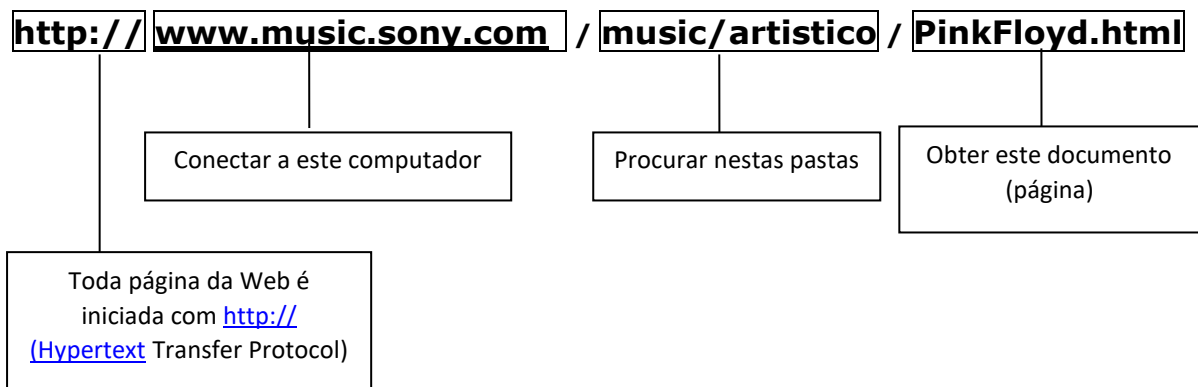 http:// www.music.sony.com / music/artistico / PinkFloyd.html
Conectar a este computador
Procurar nestas pastas
Obter este documento
(página)
Toda página da Web é
iniciada com http://
(Hypertext Transfer Protocol)